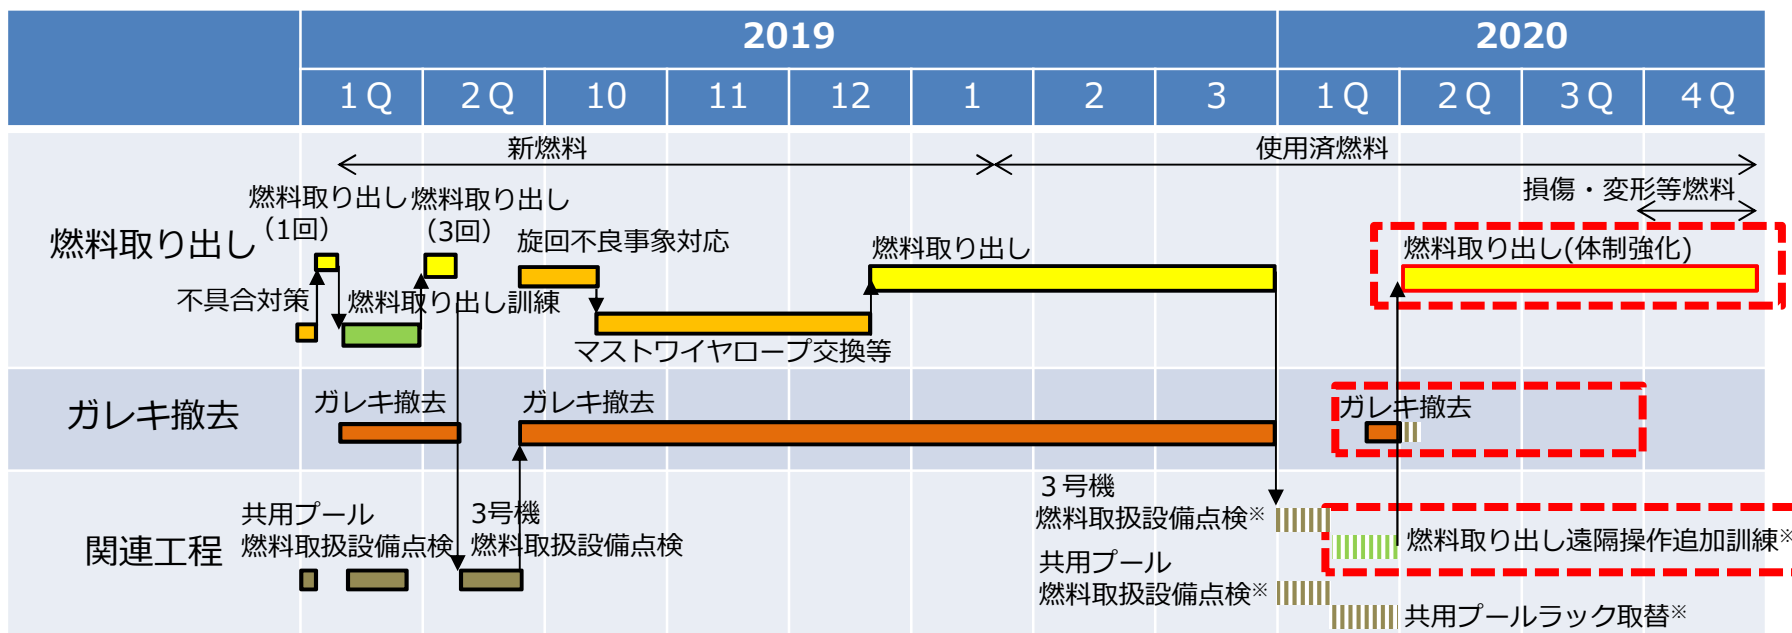 2019
2020
1Q
2Q
10
11
12
1
2
3
1Q
2Q
3Q
4Q
新燃料
使用済燃料
損傷・変形等燃料
燃料取り出し
燃料取り出し
（1回）
燃料取り出し
（3回）
旋回不良事象対応
燃料取り出し
燃料取り出し(体制強化)
不具合対策
燃料取り出し訓練
マストワイヤロープ交換等
ガレキ撤去
ガレキ撤去
ガレキ撤去
ガレキ撤去
関連工程
共用プール
燃料取扱設備点検
3号機
燃料取扱設備点検
３号機
燃料取扱設備点検※
燃料取り出し遠隔操作追加訓練※
共用プール
燃料取扱設備点検※
共用プールラック取替※